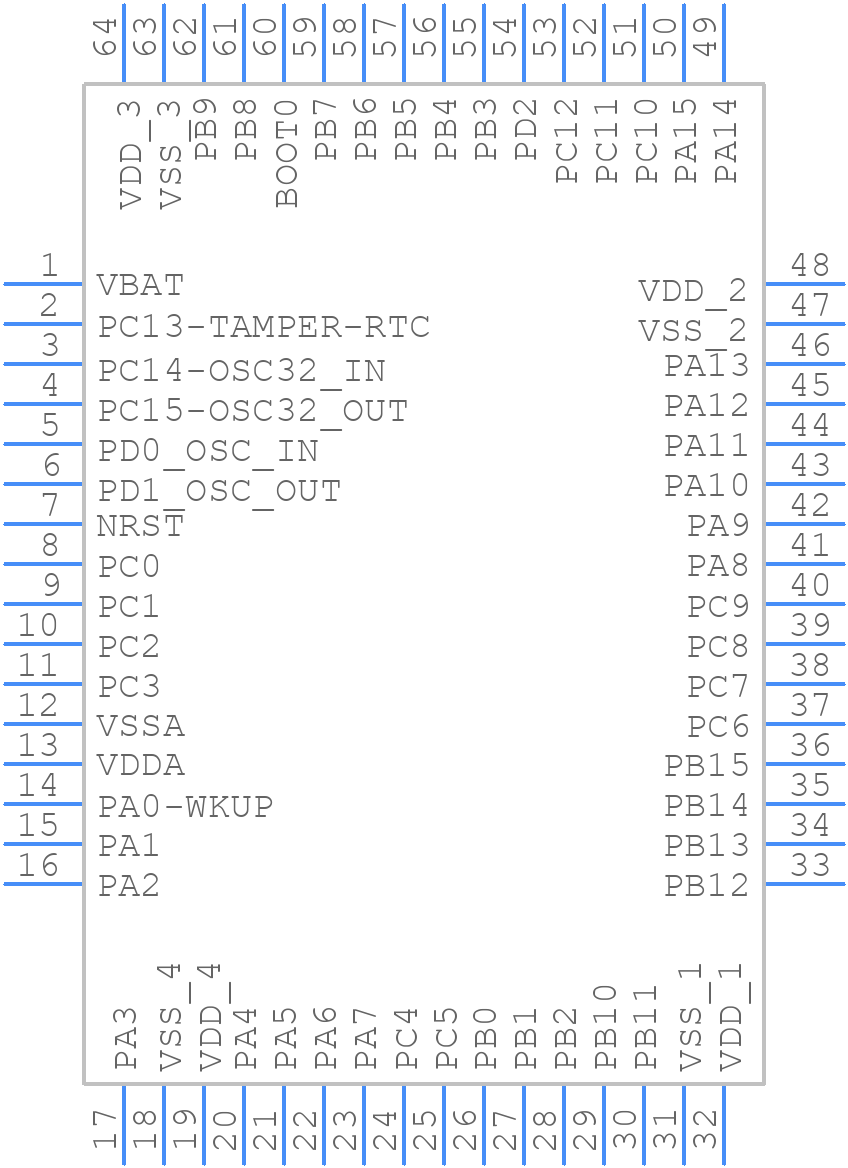 64 63 62 61 60 59 58 57 56 55 54 53 52 51 50 49
VDD_3 VSS_3 PB9 PB8 BOOT0 PB7 PB6 PB5 PB4 PB3 PD2 PC12 PC11 PC10 PA15 PA14
1 VBAT VDD_2 48
2 PC13-TAMPER-RTC VSS_2 47
3 PC14-OSC32_IN PA13 46
4 PC15-OSC32_OUT PA12 45
5 PD0_OSC_IN PA11 44
6 PD1_OSC_OUT PA10 43
7 NRST PA9 42
8 PC0 PA8 41
9 PC1 PC9 40
10 PC2 PC8 39
11 PC3 PC7 38
12 VSSA PC6 37
13 VDDA PB15 36
14 PA0-WKUP PB14 35
15 PA1 PB13 34
16 PA2 PB12 33
PA3 VSS_4 VDD_4 PA4 PA5 PA6 PA7 PC4 PC5 PB0 PB1 PB2 PB10 PB11 VSS_1 VDD_1
17 18 19 20 21 22 23 24 25 26 27 28 29 30 31 32